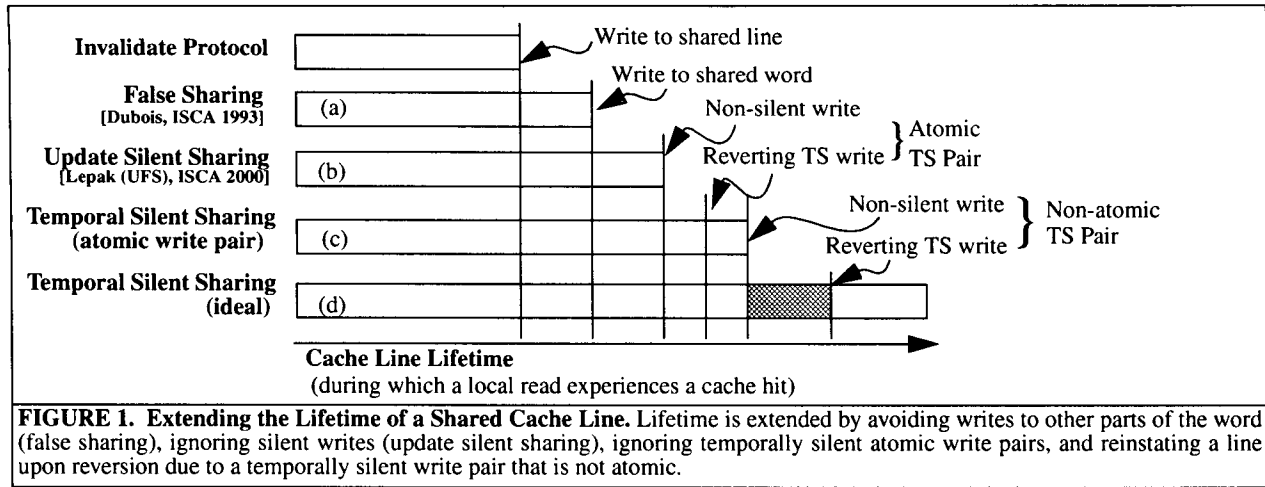 Invalidate Protocol
Write to shared line
False Sharing
[Dubois, ISCA 1993]
(a)
Write to shared word
Non-silent write
Update Silent Sharing
[Lepak (UFS), ISCA 2000]
(b)
Reverting TS write
} Atomic
TS Pair
Temporal Silent Sharing
(atomic write pair)
(c)
Non-silent write
} Non-atomic
TS Pair
Reverting TS write
Temporal Silent Sharing
(ideal)
(d)
Cache Line Lifetime
(during which a local read experiences a cache hit)
FIGURE 1. Extending the Lifetime of a Shared Cache Line. Lifetime is extended by avoiding writes to other parts of the word
(false sharing), ignoring silent writes (update silent sharing), ignoring temporally silent atomic write pairs, and reinstating a line
upon reversion due to a temporally silent write pair that is not atomic.